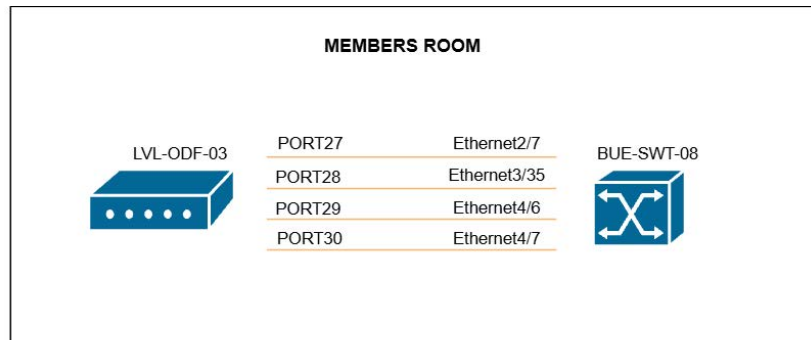 MEMBERS ROOM
LVL-ODF-03
PORT27 Ethernet2/7
PORT28 Ethernet3/35
PORT29 Ethernet4/6
PORT30 Ethernet4/7
BUE-SWT-08